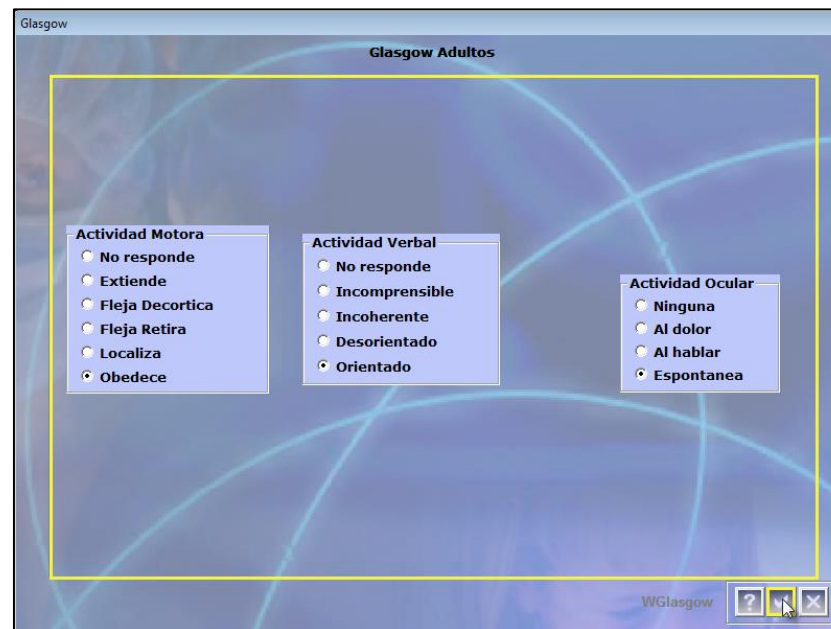 Glasgow
Glasgow Adultos
Actividad Motora
No responde
Extiende
Fleja Decortica
Fleja Retira
Localiza
Obedece
Actividad Verbal
No responde
Incomprensible
Incoherente
Desorientado
Orientado
Actividad Ocular
Ninguna
Al dolor
Al hablar
Espontanea
WGlasgow
?